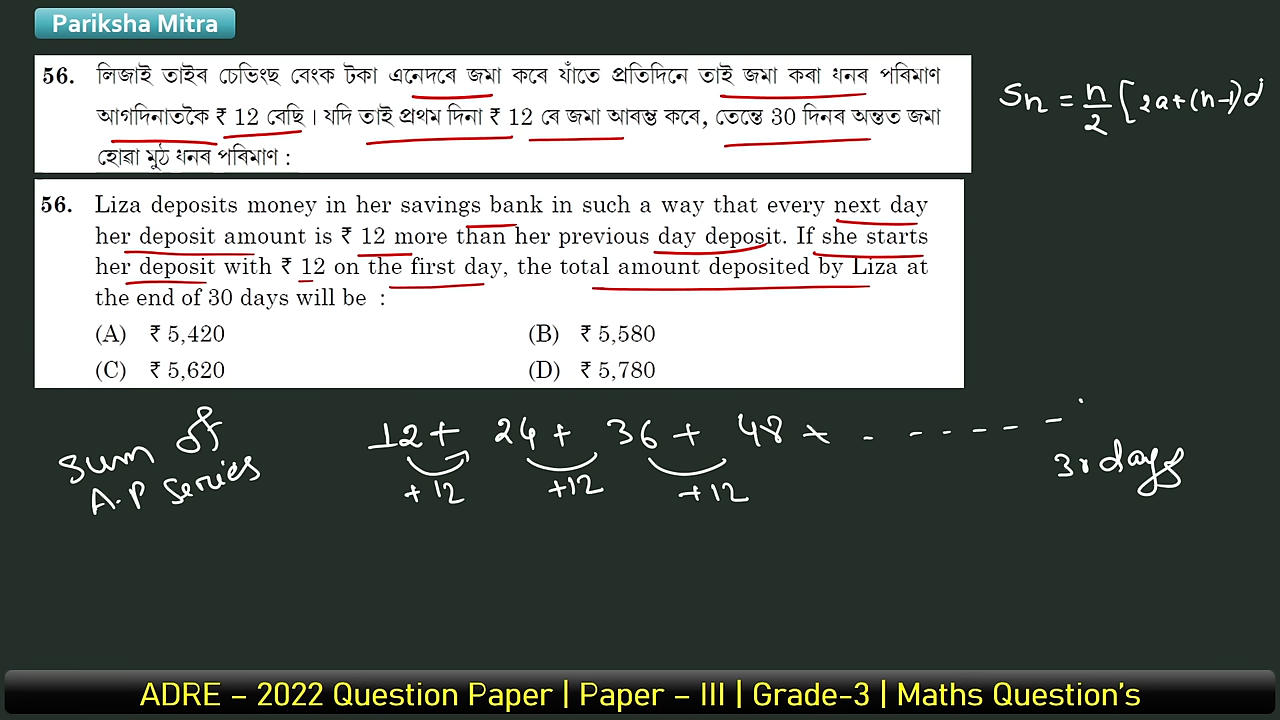 Pariksha Mitra
56. লিজাই তাইৰ চেভিংছ বেংক টকা এনেদৰে জমা কৰে যাঁতে প্ৰতিদিনে তাই জমা কৰা ধনৰ পৰিমাণ
আগদিনাতকৈ ₹ 12 বেছি। যদি তাই প্ৰথম দিনা ₹ 12 ৰে জমা আৰম্ভ কৰে, তেন্তে 30 দিনৰ অন্তত জমা
হোৱা মুঠ ধনৰ পৰিমাণ :
Sn = n/2 [2a+(n-1)d
56. Liza deposits money in her savings bank in such a way that every next day
her deposit amount is ₹ 12 more than her previous day deposit. If she starts
her deposit with ₹ 12 on the first day, the total amount deposited by Liza at
the end of 30 days will be :
(A) ₹ 5,420 (B) ₹ 5,580
(C) ₹ 5,620 (D) ₹ 5,780
sum of
A.P series
12+ 24+ 36+ 48+ - - - - - - -
+12 +12 +12
30 days
ADRE – 2022 Question Paper | Paper – III | Grade-3 | Maths Question's